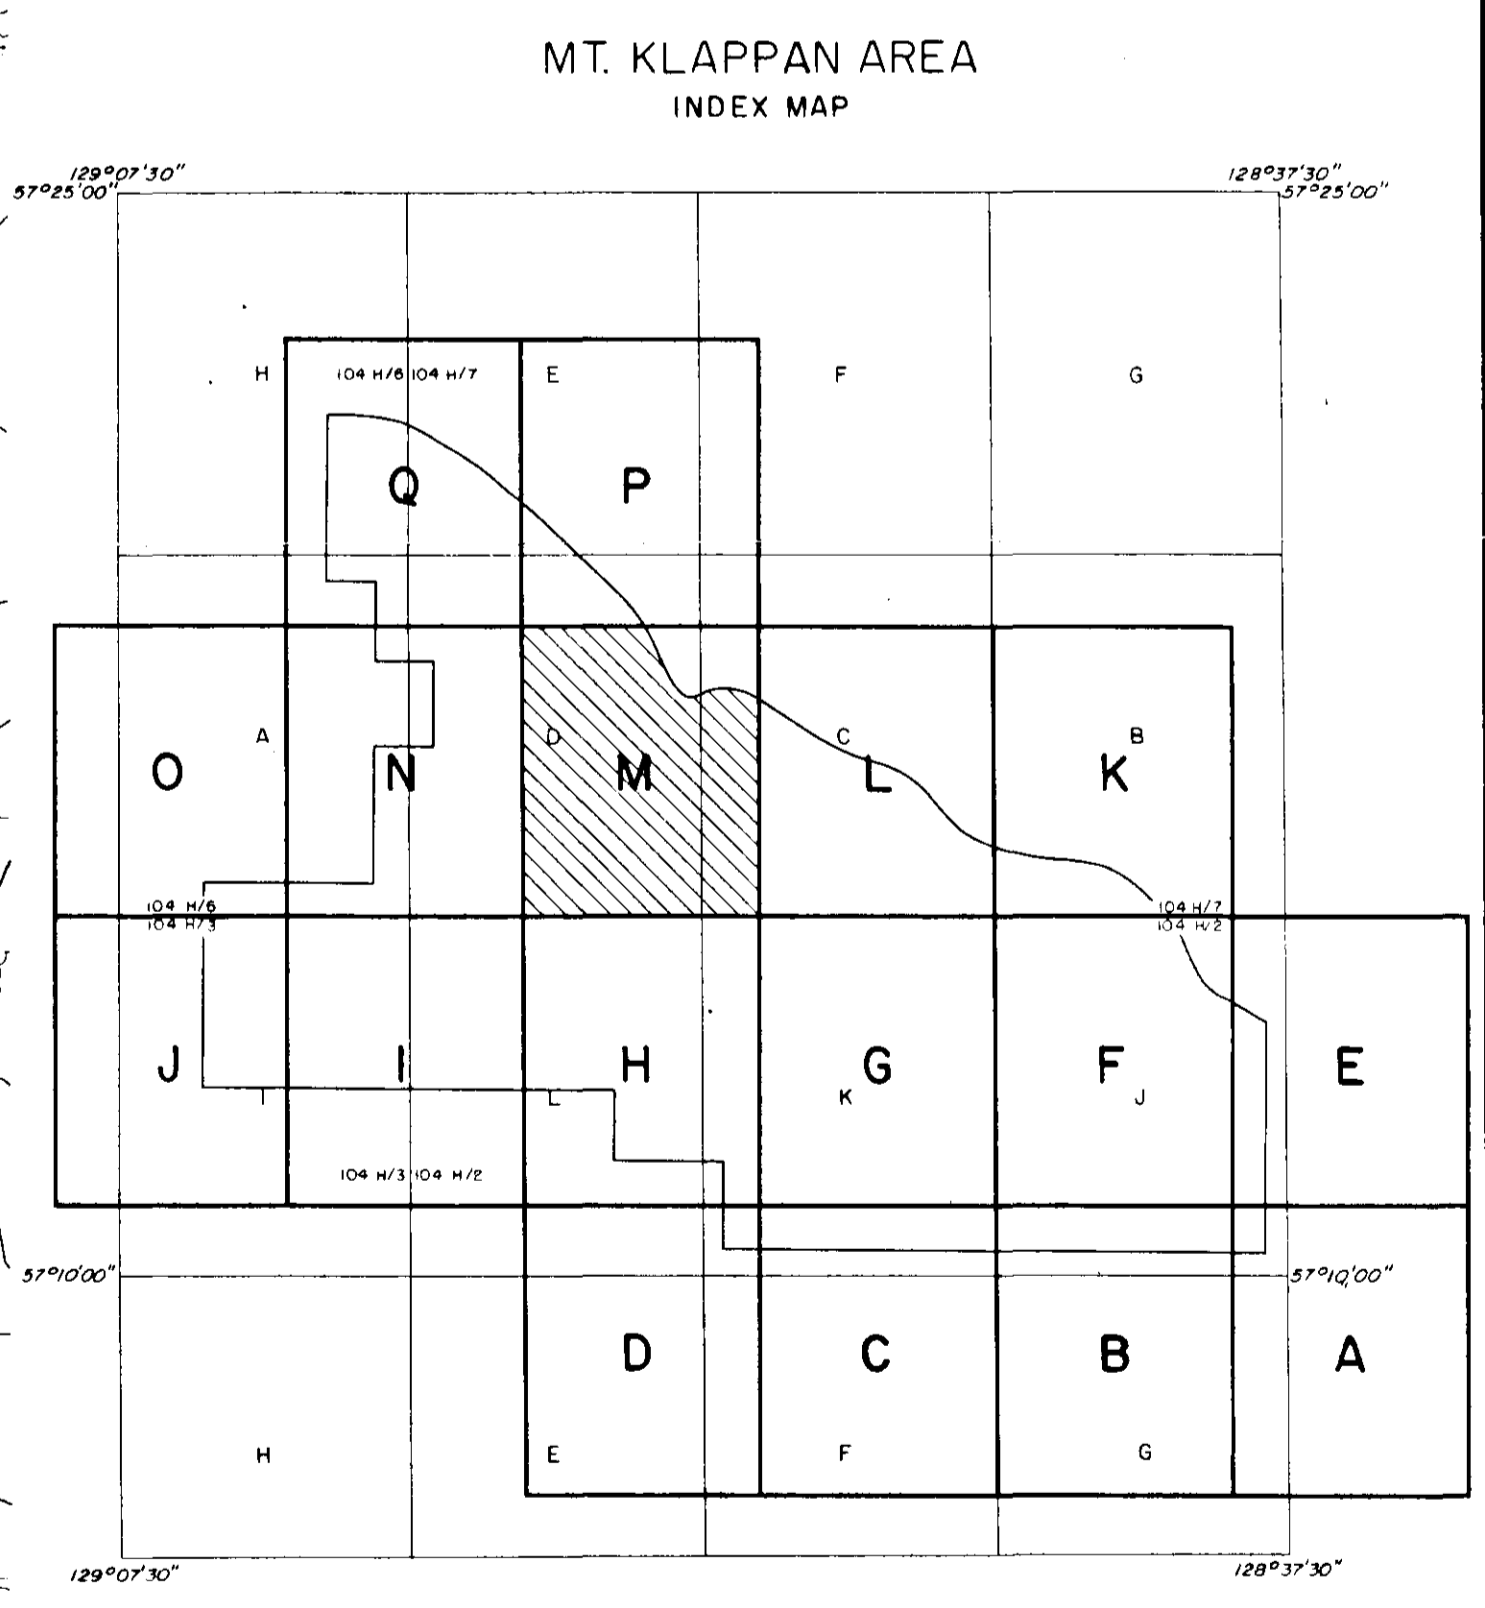 MT. KLAPPAN AREA
INDEX MAP
129°07'30" 128°37'30"
57°25'00" 57°25'00"
H 104 H/6 104 H/7 E F G
Q P
A D C B
O N M L K
104 H/6 104 H/7
104 H/3 104 H/2
J I H G F E
I L K J
104 H/3 104 H/2
57°10'00" 57°10'00"
D C B A
H E F G
129°07'30" 128°37'30"